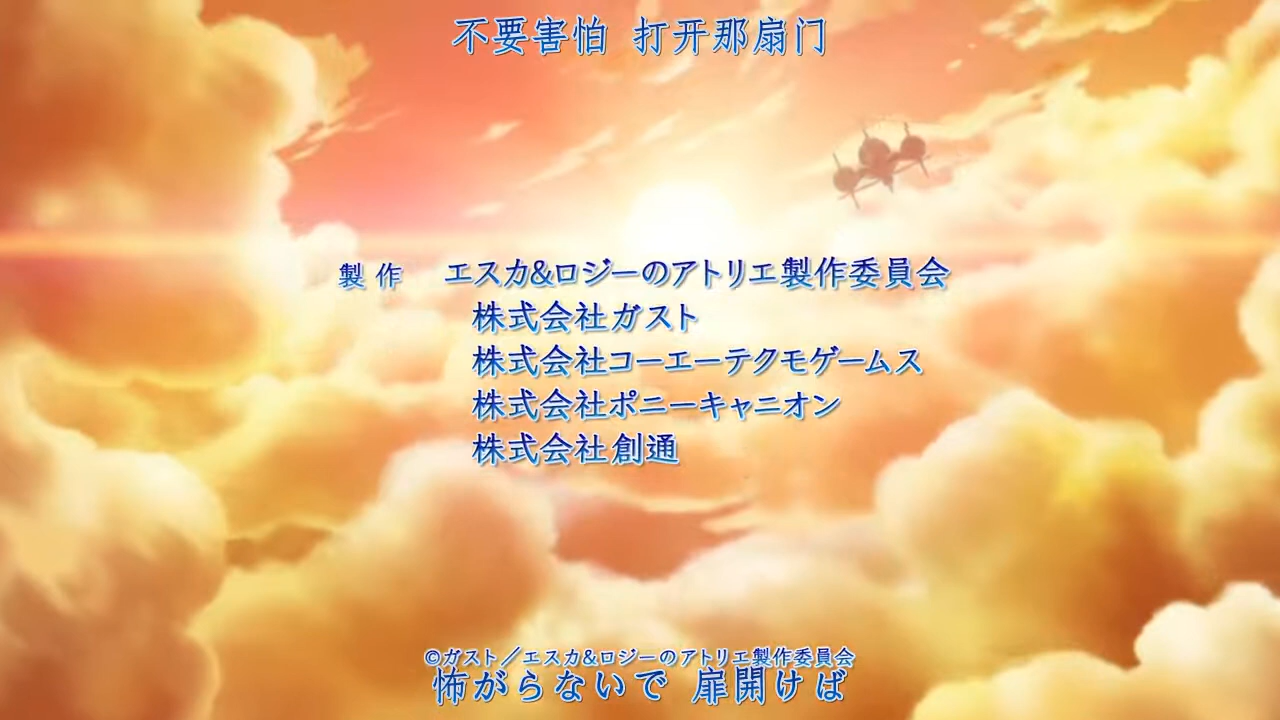 不要害怕 打开那扇门
製作 エスカ&ロジーのアトリエ製作委員会
株式会社ガスト
株式会社コーエーテクモゲームス
株式会社ポニーキャニオン
株式会社創通
©ガスト／エスカ&ロジーのアトリエ製作委員会
怖がらないで 扉開けば